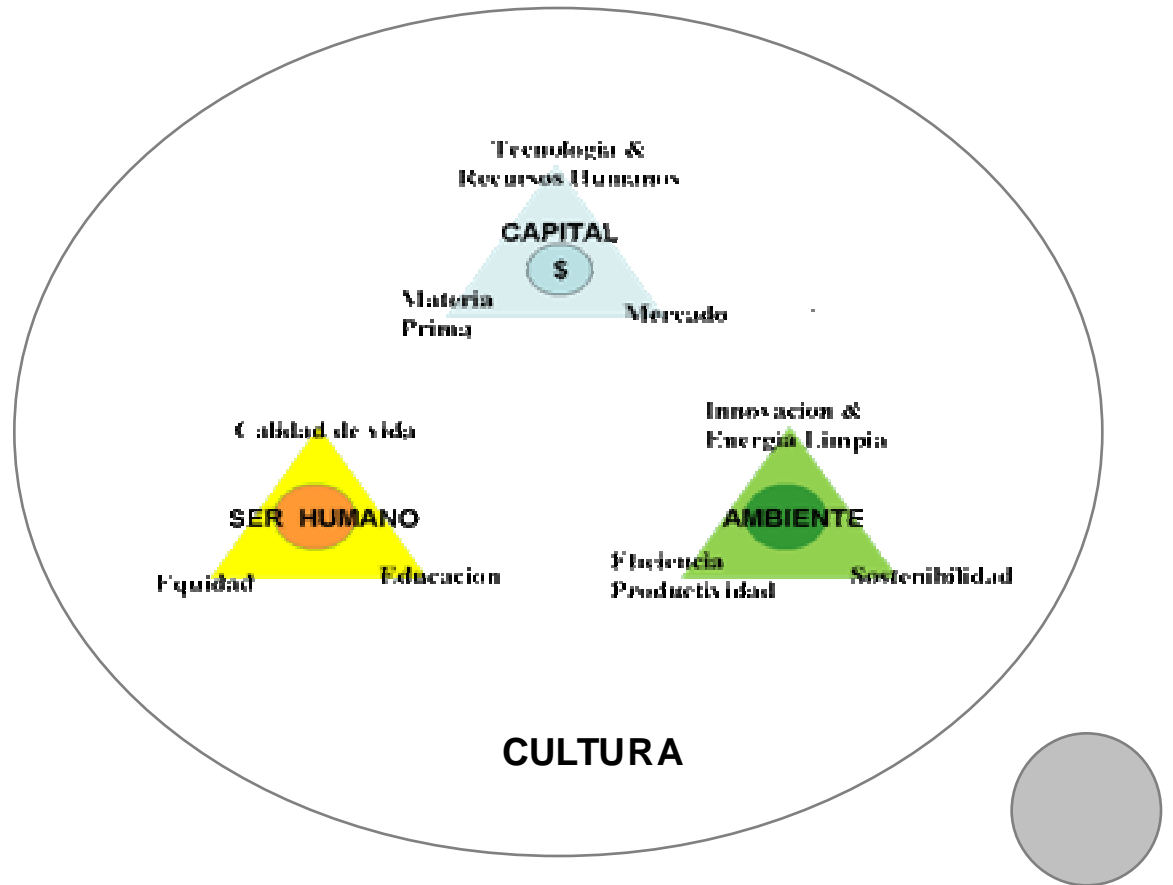 Tecnologia &
Recursos Humanos
CAPITAL
$
Materia
Prima
Mercado
Calidad de vida
SER HUMANO
Equidad
Educacion
Innovacion &
Energia Limpia
AMBIENTE
Eficiencia
Productividad
Sostenibilidad
CULTURA